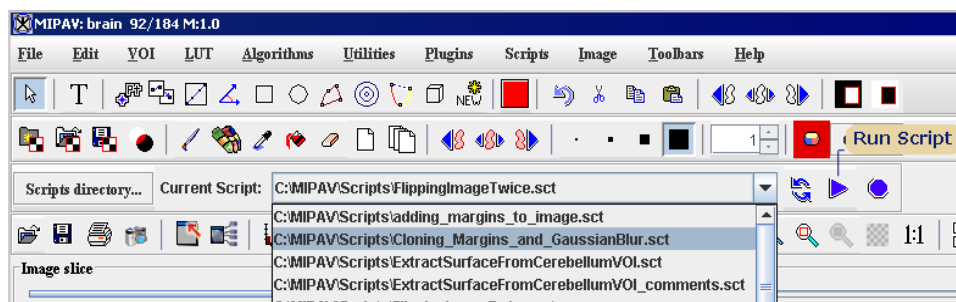 MIPAV: brain 92/184 M:1.0
File Edit VOI LUT Algorithms Utilities Plugins Scripts Image Toolbars Help
T NEW
1 Run Script
Scripts directory... Current Script: C:\MIPAV\Scripts\FlippingImageTwice.sct
C:\MIPAV\Scripts\adding_margins_to_image.sct
C:\MIPAV\Scripts\Cloning_Margins_and_GaussianBlur.sct
1:1
Image slice
C:\MIPAV\Scripts\ExtractSurfaceFromCerebellumVOI.sct
C:\MIPAV\Scripts\ExtractSurfaceFromCerebellumVOI_comments.sct